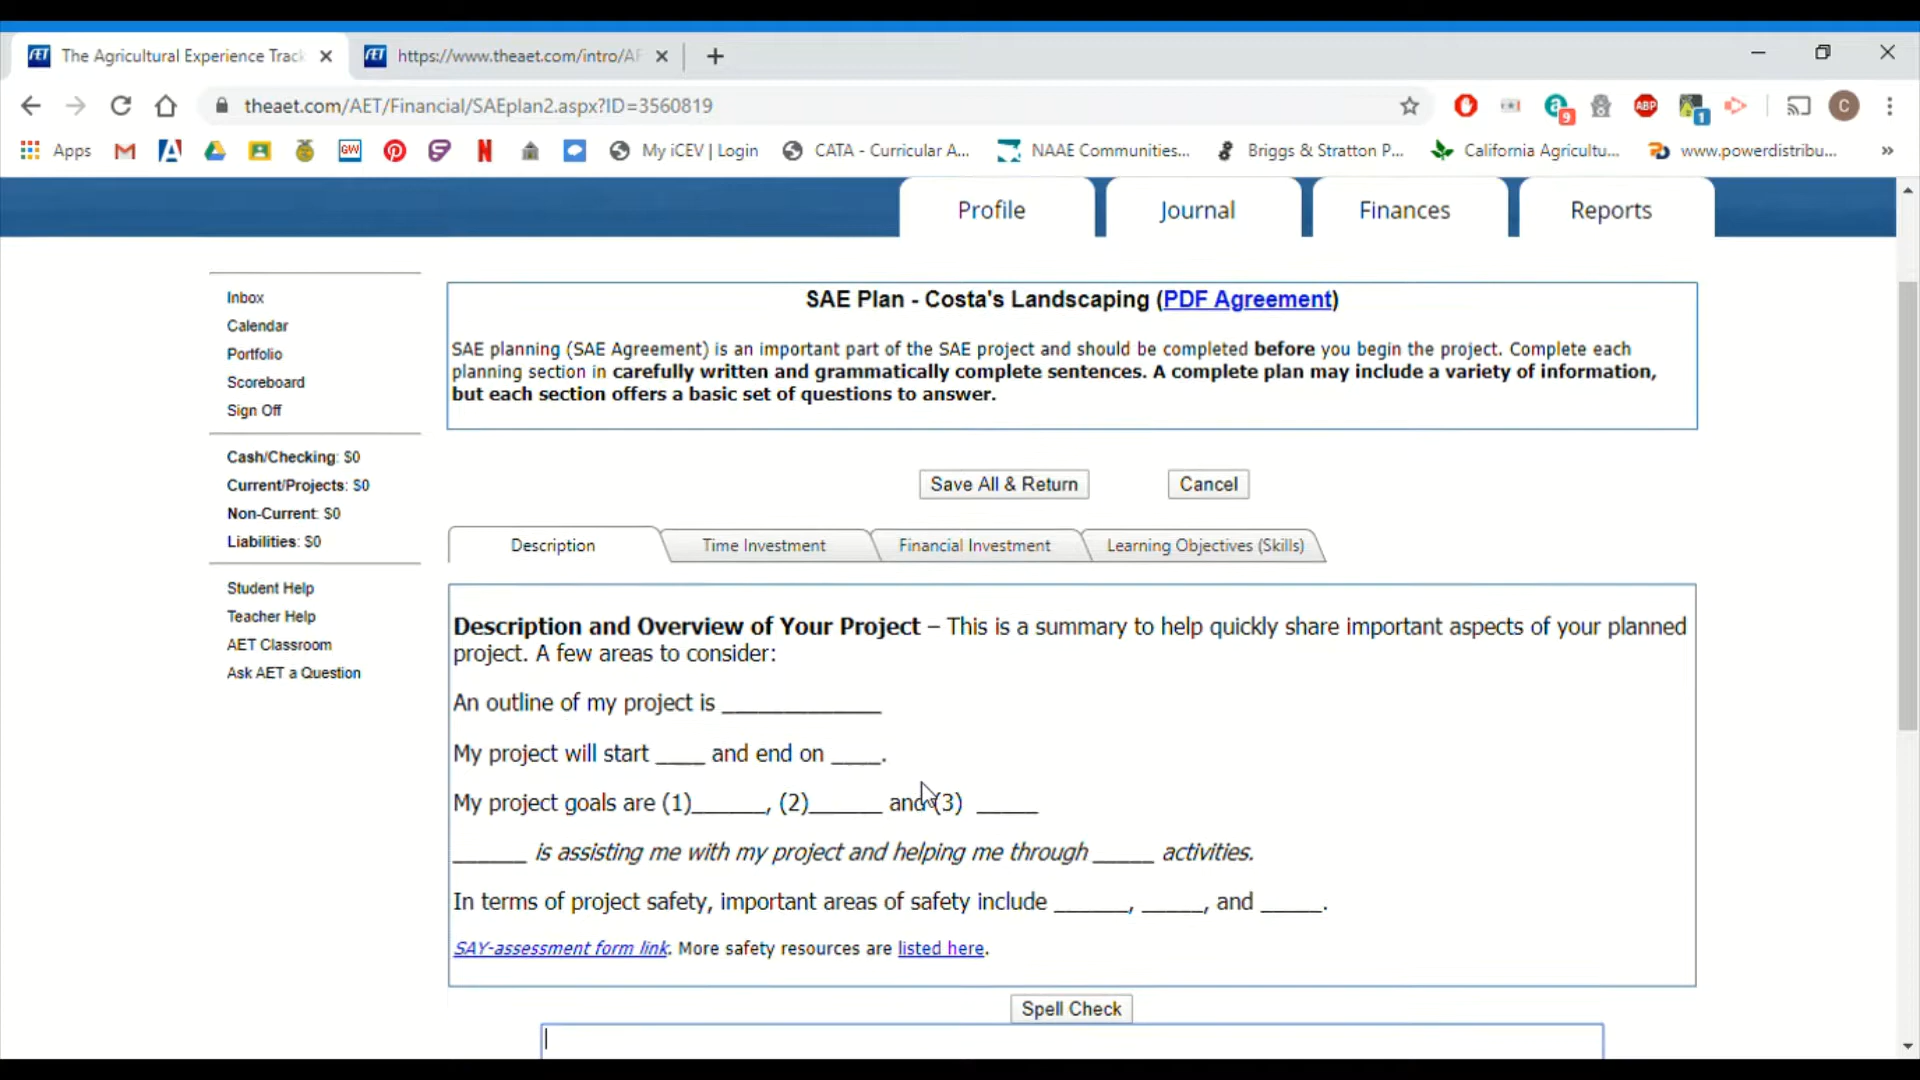 The Agricultural Experience Track
https://www.theaet.com/intro/AF
theaet.com/AET/Financial/SAEplan2.aspx?ID=3560819
Apps
My iCEV | Login
CATA - Curricular A...
NAAE Communities...
Briggs & Stratton P...
California Agricultu...
www.powerdistribu...
Profile
Journal
Finances
Reports
Inbox
Calendar
Portfolio
Scoreboard
Sign Off
Cash/Checking: $0
Current/Projects: $0
Non-Current: $0
Liabilities: $0
Student Help
Teacher Help
AET Classroom
Ask AET a Question
SAE Plan - Costa's Landscaping (PDF Agreement)
SAE planning (SAE Agreement) is an important part of the SAE project and should be completed before you begin the project. Complete each
planning section in carefully written and grammatically complete sentences. A complete plan may include a variety of information,
but each section offers a basic set of questions to answer.
Save All & Return
Cancel
Description
Time Investment
Financial Investment
Learning Objectives (Skills)
Description and Overview of Your Project – This is a summary to help quickly share important aspects of your planned
project. A few areas to consider:
An outline of my project is _____________
My project will start ____ and end on ____.
My project goals are (1)______, (2)______ and (3) _____
______ is assisting me with my project and helping me through _____ activities.
In terms of project safety, important areas of safety include ______, _____, and _____.
SAY-assessment form link. More safety resources are listed here.
Spell Check